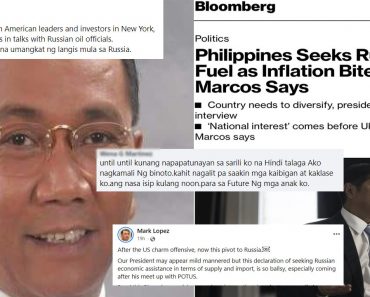 n American leaders and investors in New York,
s in talks with Russian oil officials.
na umangkat ng langis mula sa Russia.
Bloomberg
Politics
Philippines Seeks Ru
Fuel as Inflation Bite
Marcos Says
Country needs to diversify, preside
interview
'National interest' comes before U
Marcos
until until kunang napapatunayan sa sarili ko na Hindi talaga Ako
nagkamali Ng binoto.kahit nagalit pa saakin mga kaibigan at kaklase
ko.ang nasa isip kulang noon.para sa Future Ng mga anak ko.
Mark Lopez
19h
After the US charm offensive, now this pivot to Russia
Our President may appear mild mannered but this declaration of seeking Russian
economic assistance in terms of supply and import, is so ballsy, especially coming
after his meet up with POTUS.